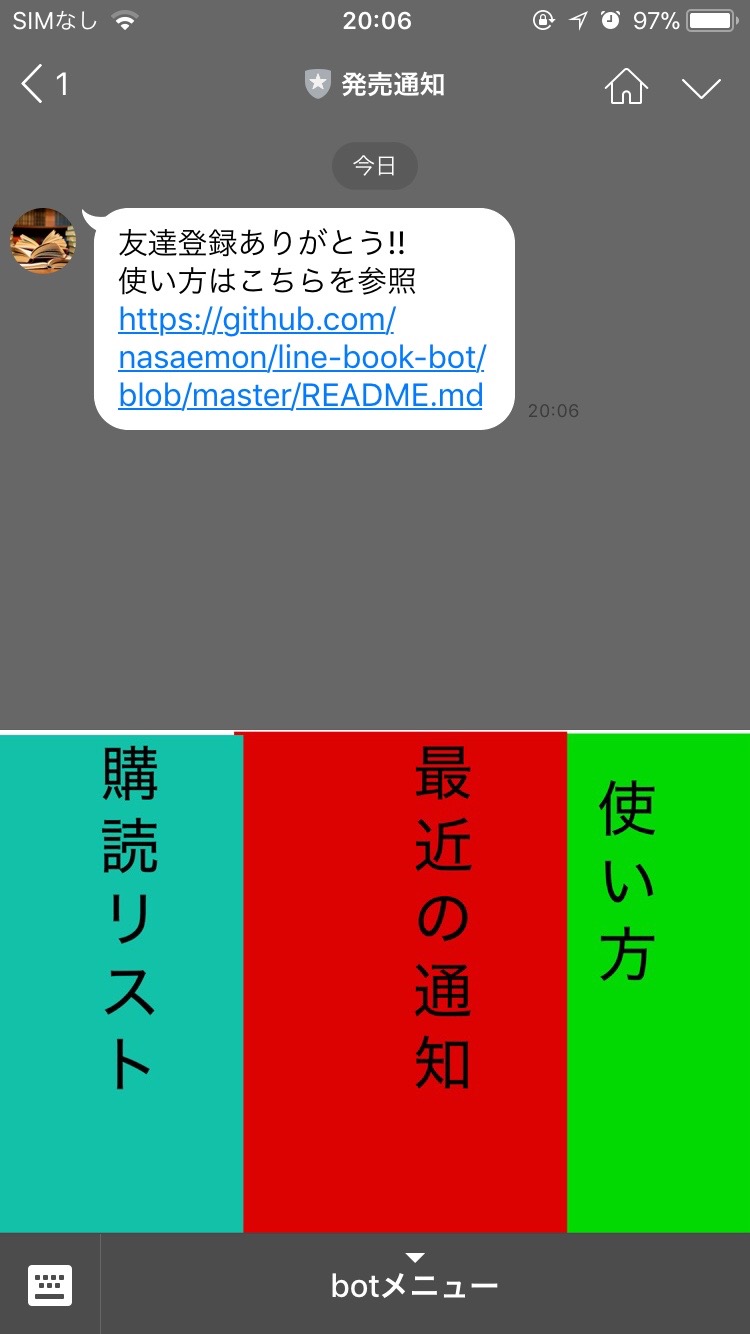 SIMなし 20:06 97%
1 発売通知
今日
友達登録ありがとう!!
使い方はこちらを参照
https://github.com/
nasaemon/line-book-bot/
blob/master/README.md
20:06
購読リスト
最近の通知
使い方
botメニュー